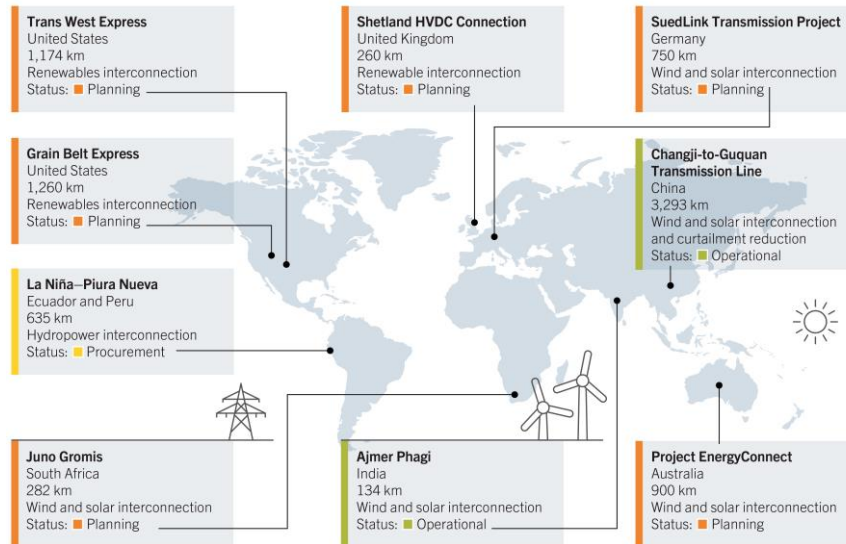 Trans West Express
United States
1,174 km
Renewables interconnection
Status: Planning
Shetland HVDC Connection
United Kingdom
260 km
Renewable interconnection
Status: Planning
SuedLink Transmission Project
Germany
750 km
Wind and solar interconnection
Status: Planning
Grain Belt Express
United States
1,260 km
Renewables interconnection
Status: Planning
Changji-to-Guquan
Transmission Line
China
3,293 km
Wind and solar interconnection
and curtailment reduction
Status: Operational
La Niña–Piura Nueva
Ecuador and Peru
635 km
Hydropower interconnection
Status: Procurement
Juno Gromis
South Africa
282 km
Wind and solar interconnection
Status: Planning
Ajmer Phagi
India
134 km
Wind and solar interconnection
Status: Operational
Project EnergyConnect
Australia
900 km
Wind and solar interconnection
Status: Planning